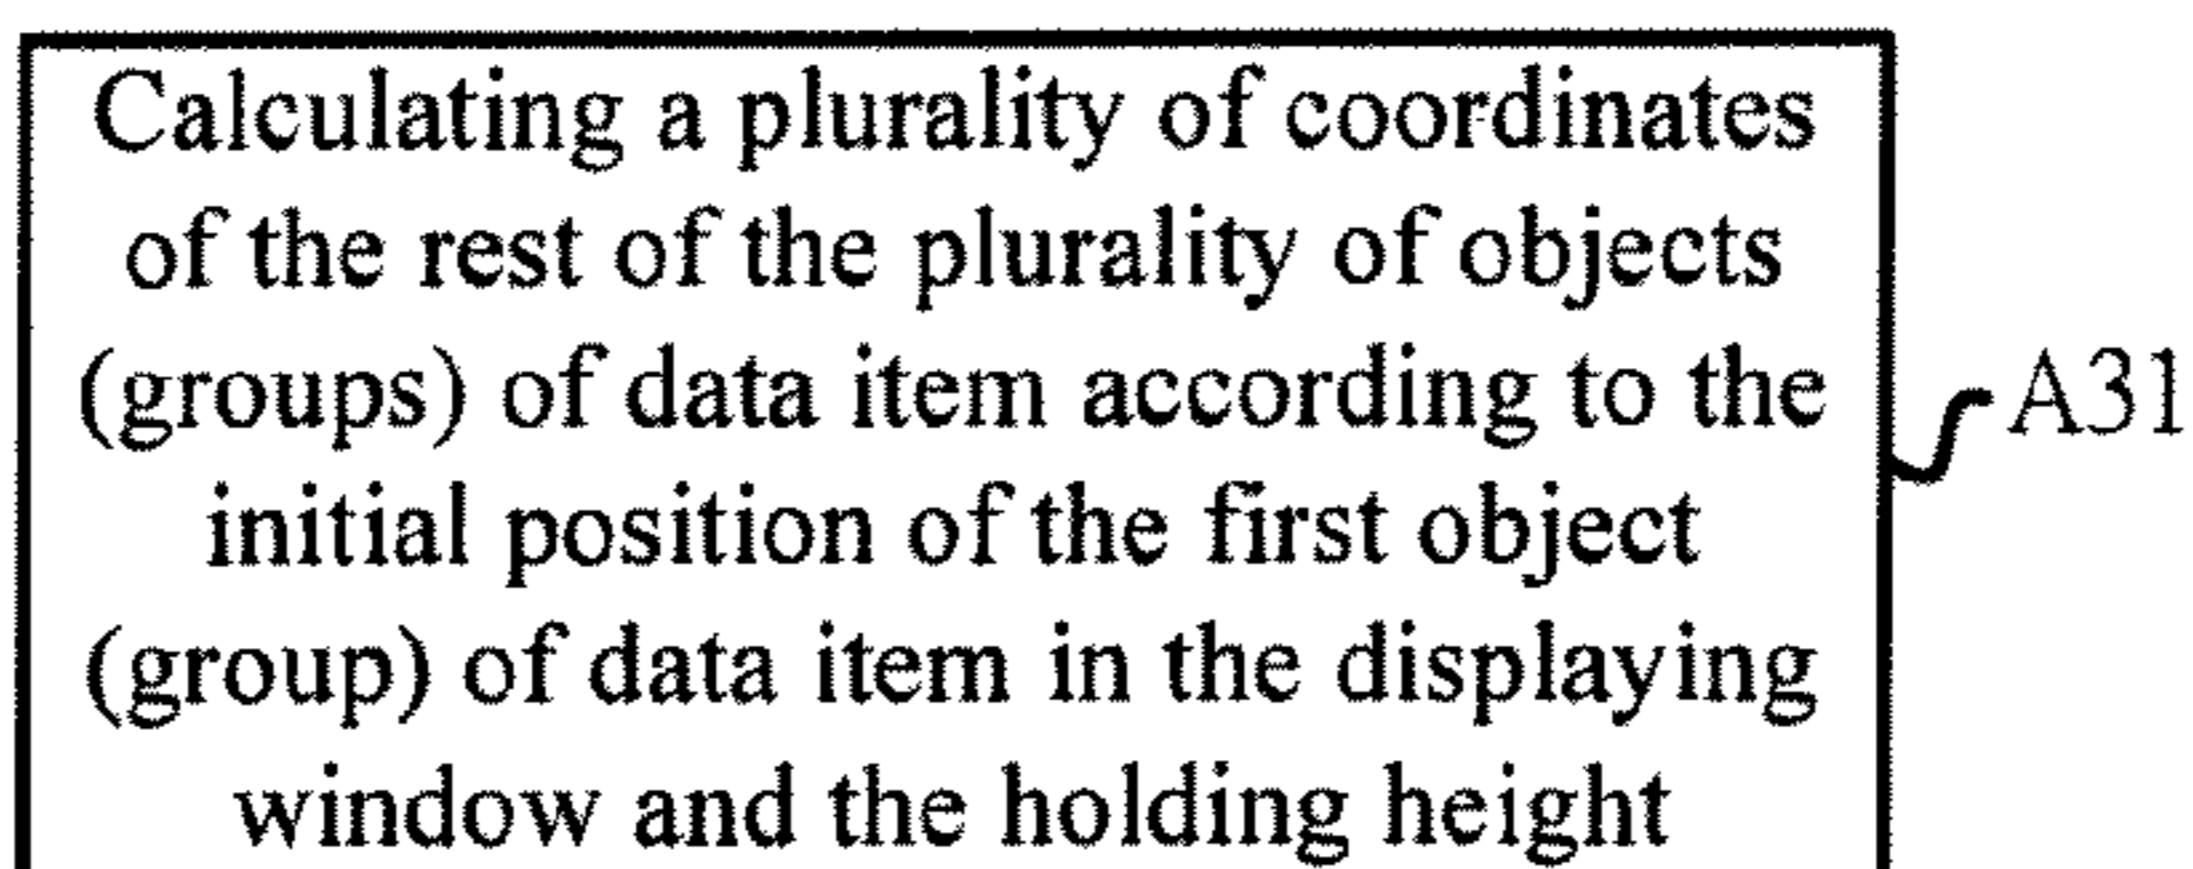 Calculating a plurality of coordinates
of the rest of the plurality of objects
(groups) of data item according to the
initial position of the first object
(group) of data item in the displaying
window and the holding height
A31